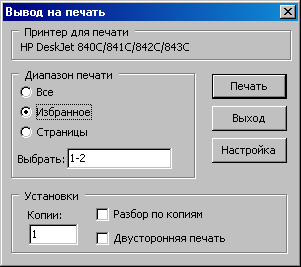 Вывод на печать
Принтер для печати
HP DeskJet 840C/841C/842C/843C
Диапазон печати
Все
Избранное
Страницы
Выбрать: 1-2
Печать
Выход
Настройка
Установки
Копии:
1
Разбор по копиям
Двусторонняя печать